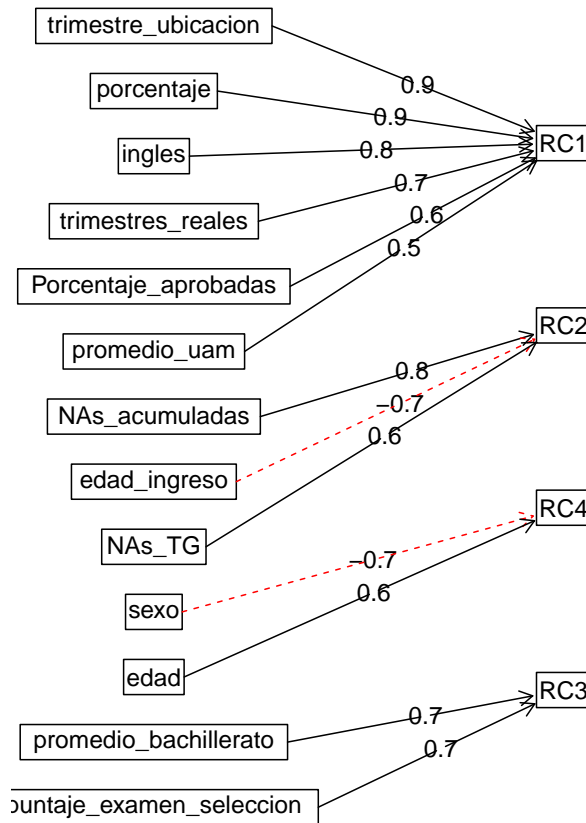 trimestre_ubicacion
0.9
porcentaje
0.9
RC1
ingles
0.8
0.7
trimestres_reales
0.6
0.5
Porcentaje_aprobadas
RC2
promedio_uam
0.8
NAs_acumuladas
−0.7
0.6
edad_ingreso
RC4
NAs_TG
−0.7
sexo
0.6
edad
RC3
promedio_bachillerato
0.7
0.7
ountaje_examen_seleccion